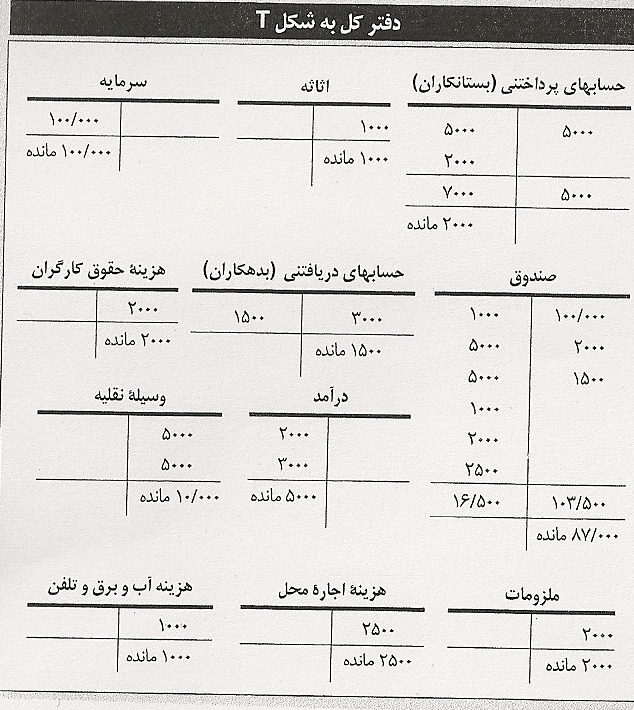 دفتر کل به شکل T
حسابهای پرداختنی (بستانکاران)
۵۰۰۰ ۵۰۰۰
۲۰۰۰
۵۰۰۰ ۷۰۰۰
۲۰۰۰ مانده
اثاثه
۱۰۰۰
۱۰۰۰ مانده
سرمایه
۱۰۰/۰۰۰
۱۰۰/۰۰۰ مانده
صندوق
۱۰۰/۰۰۰ ۱۰۰۰
۲۰۰۰ ۵۰۰۰
۱۵۰۰ ۵۰۰۰
۱۰۰۰
۲۰۰۰
۲۵۰۰
۱۰۳/۵۰۰ ۱۶/۵۰۰
۸۷/۰۰۰ مانده
حسابهای دریافتنی (بدهکاران)
۳۰۰۰ ۱۵۰۰
۱۵۰۰ مانده
هزینهٔ حقوق کارگران
۲۰۰۰
۲۰۰۰ مانده
درآمد
۲۰۰۰
۳۰۰۰
۵۰۰۰ مانده
وسیلهٔ نقلیه
۵۰۰۰
۵۰۰۰
۱۰/۰۰۰ مانده
ملزومات
۲۰۰۰
۲۰۰۰ مانده
هزینهٔ اجارهٔ محل
۲۵۰۰
۲۵۰۰ مانده
هزینه آب و برق و تلفن
۱۰۰۰
۱۰۰۰ مانده